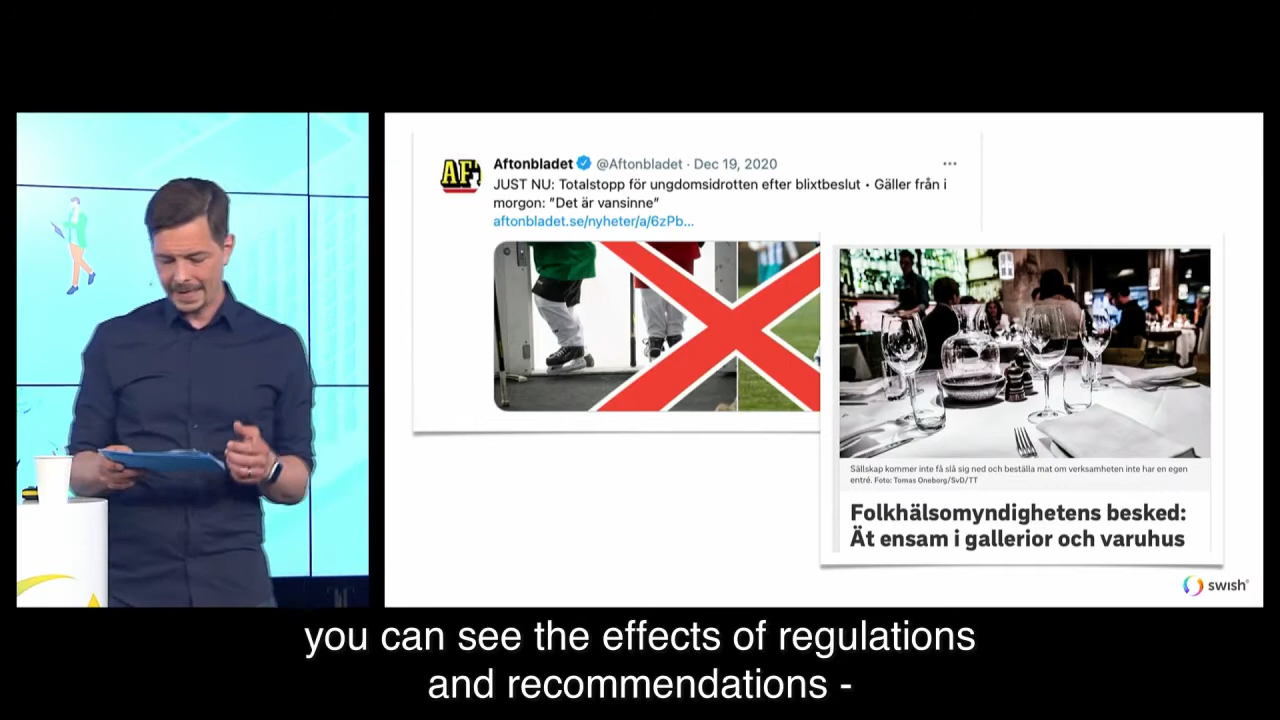 AF
Aftonbladet @Aftonbladet · Dec 19, 2020
JUST NU: Totalstopp för ungdomsidrotten efter blixtbeslut • Gäller från i
morgon: ”Det är vansinne”
aftonbladet.se/nyheter/a/6zPb...
Sällskap kommer inte få slå sig ned och beställa mat om verksamheten inte har en egen
entré. Foto: Tomas Oneborg/SvD/TT
Folkhälsomyndighetens besked:
Ät ensam i gallerior och varuhus
swish®
you can see the effects of regulations
and recommendations -